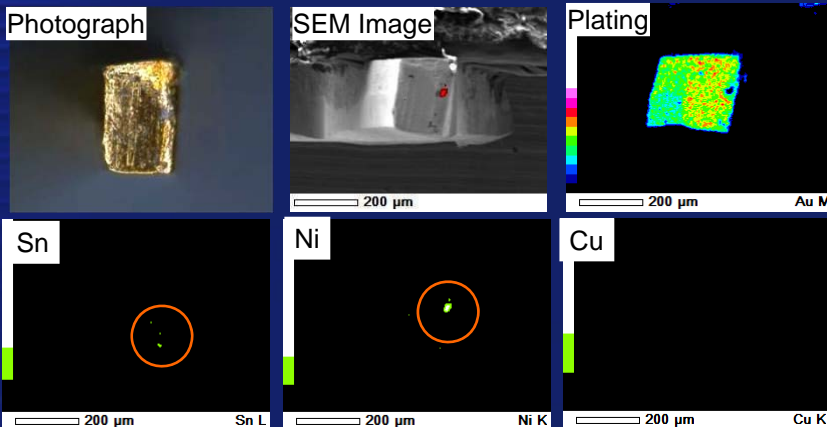 Photograph
SEM Image
Plating
200 µm
200 µm
Au M
Sn
Ni
Cu
200 µm
Sn L
200 µm
Ni K
200 µm
Cu K